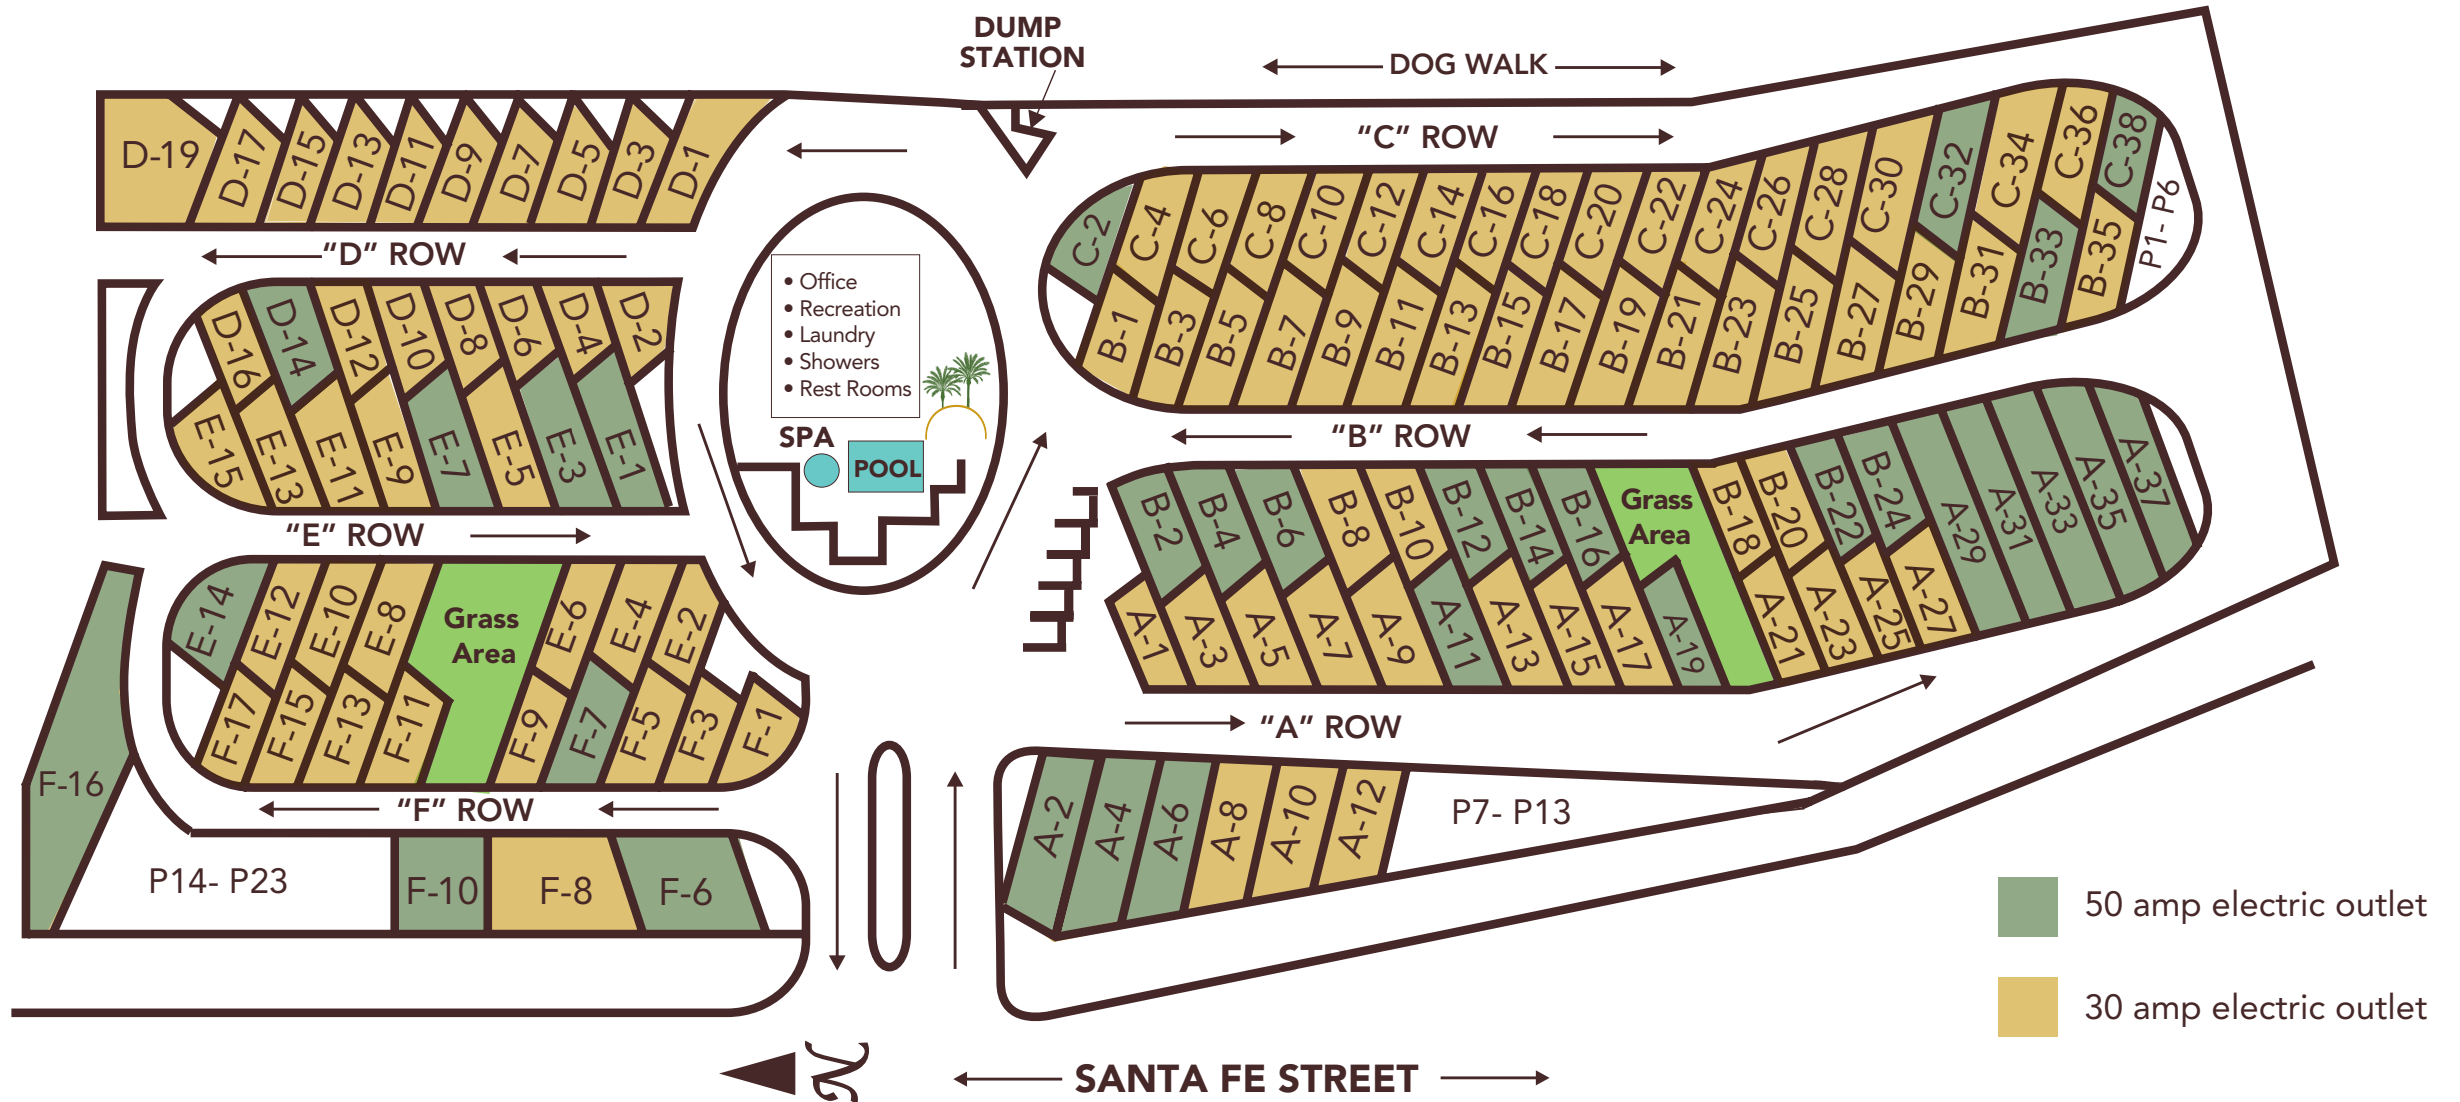 DUMP
STATION
DOG WALK
"C" ROW
D-19 D-17 D-15 D-13 D-11 D-9 D-7 D-5 D-3 D-1
"D" ROW
D-16 D-14 D-12 D-10 D-8 D-6 D-4 D-2
E-15 E-13 E-11 E-9 E-7 E-5 E-3 E-1
"E" ROW
E-14 E-12 E-10 E-8
Grass
Area
E-6 E-4 E-2
F-17 F-15 F-13 F-11 F-9 F-7 F-5 F-3 F-1
"F" ROW
F-16
P14- P23
F-10 F-8 F-6
• Office
• Recreation
• Laundry
• Showers
• Rest Rooms
SPA
POOL
C-2 C-4 C-6 C-8 C-10 C-12 C-14 C-16 C-18 C-20 C-22 C-24 C-26 C-28 C-30 C-32 C-34 C-36 C-38
P1- P6
B-1 B-3 B-5 B-7 B-9 B-11 B-13 B-15 B-17 B-19 B-21 B-23 B-25 B-27 B-29 B-31 B-33 B-35
"B" ROW
B-2 B-4 B-6 B-8 B-10 B-12 B-14 B-16
Grass
Area
B-18 B-20 B-22 B-24
A-29 A-31 A-33 A-35 A-37
A-1 A-3 A-5 A-7 A-9 A-11 A-13 A-15 A-17 A-19 A-21 A-23 A-25 A-27
"A" ROW
A-2 A-4 A-6 A-8 A-10 A-12
P7- P13
50 amp electric outlet
30 amp electric outlet
N
SANTA FE STREET